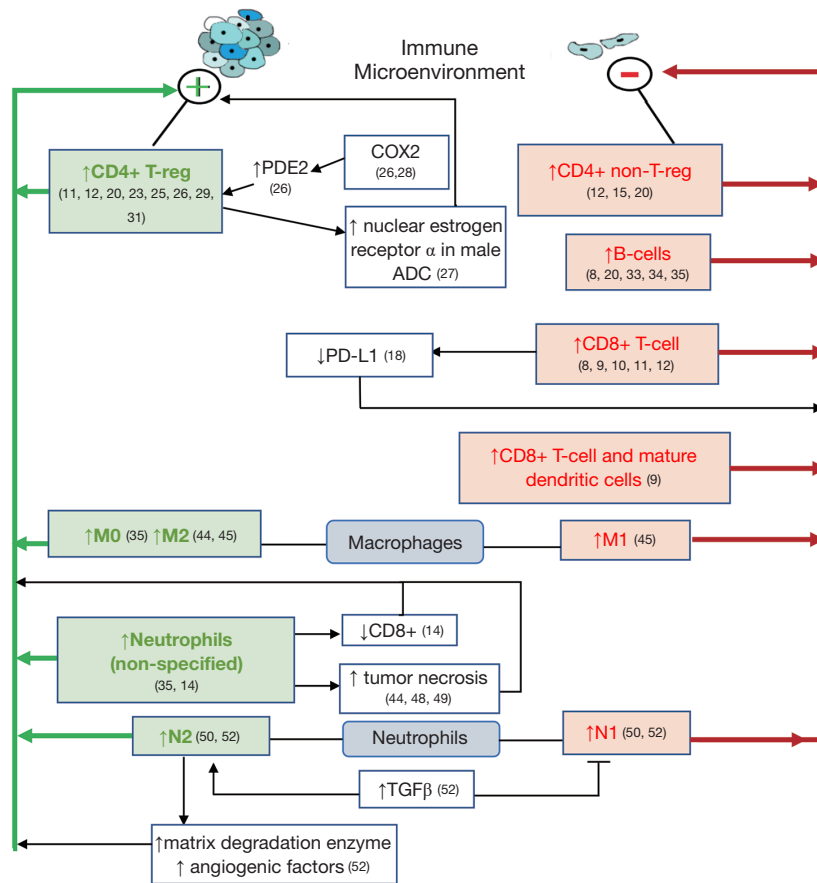 Immune
Microenvironment
+
−
↑CD4+ T-reg
(11, 12, 20, 23, 25, 26, 29,
31)
↑PDE2
(26)
COX2
(26,28)
↑ nuclear estrogen
receptor α in male
ADC (27)
↑CD4+ non-T-reg
(12, 15, 20)
↑B-cells
(8, 20, 33, 34, 35)
↓PD-L1 (18)
↑CD8+ T-cell
(8, 9, 10, 11, 12)
↑CD8+ T-cell and mature
dendritic cells (9)
↑M0 (35) ↑M2 (44, 45)
Macrophages
↑M1 (45)
↑Neutrophils
(non-specified)
(35, 14)
↓CD8+ (14)
↑ tumor necrosis
(44, 48, 49)
↑N2 (50, 52)
Neutrophils
↑N1 (50, 52)
↑TGFβ (52)
↑matrix degradation enzyme
↑ angiogenic factors (52)